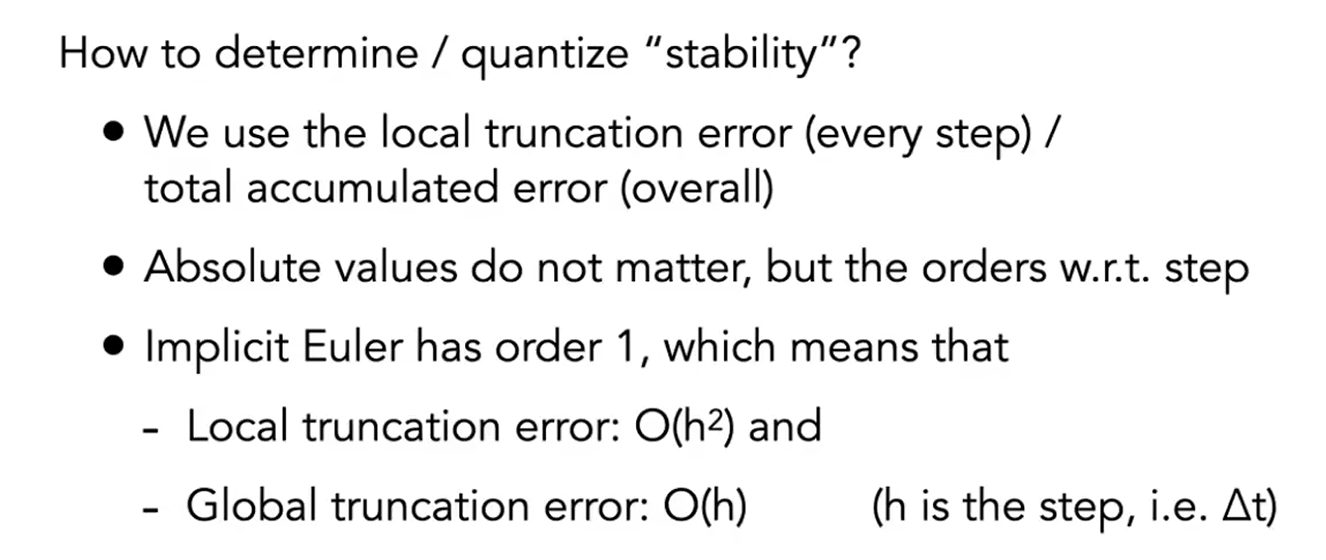 How to determine / quantize “stability”?
• We use the local truncation error (every step) /
total accumulated error (overall)
• Absolute values do not matter, but the orders w.r.t. step
• Implicit Euler has order 1, which means that
- Local truncation error: O(h²) and
- Global truncation error: O(h) (h is the step, i.e. Δt)